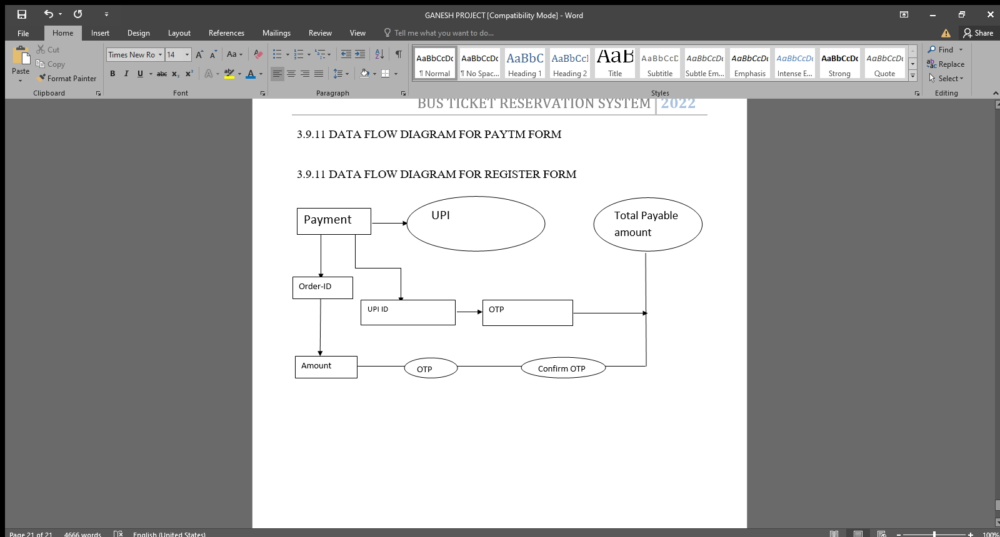 GANESH PROJECT [Compatibility Mode] - Word
File Home Insert Design Layout References Mailings Review View Tell me what you want to do... Share
Paste
Cut
Copy
Format Painter
Clipboard
Times New Ro 14
Aa
B I U abc x₂ x²
A ab A
Font
Paragraph
AaBbCcDc AaBbCcDc AaBbC AaBbCcI AaB AaBbCcD AaBbCcDc AaBbCcDc AaBbCcDc AaBbCcDc AaBbCcDc
¶ Normal ¶ No Spac... Heading 1 Heading 2 Title Subtitle Subtle Em... Emphasis Intense E... Strong Quote
Styles
Find
Replace
Select
Editing
BUS TICKET RESERVATION SYSTEM 2022
3.9.11 DATA FLOW DIAGRAM FOR PAYTM FORM
3.9.11 DATA FLOW DIAGRAM FOR REGISTER FORM
Payment
UPI
Total Payable
amount
Order-ID
UPI ID
OTP
Amount
OTP
Confirm OTP
Page 21 of 21 4666 words English (United States) 100%